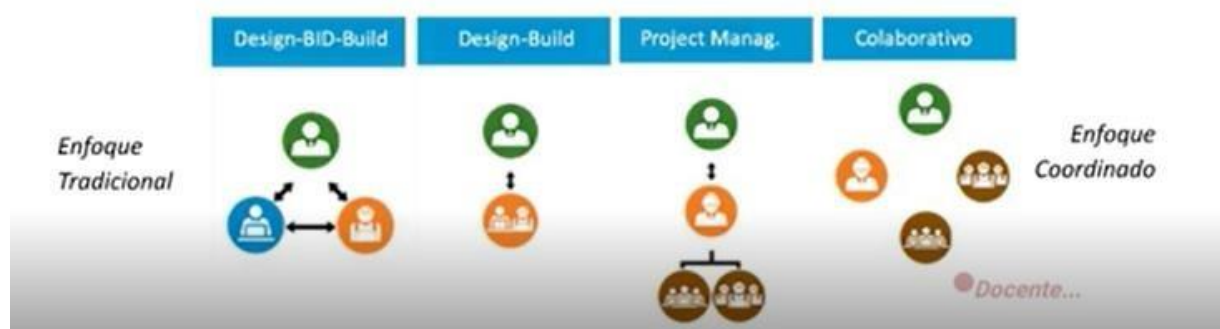 Design-BID-Build
Design-Build
Project Manag.
Colaborativo
Enfoque
Tradicional
Enfoque
Coordinado
Docente...